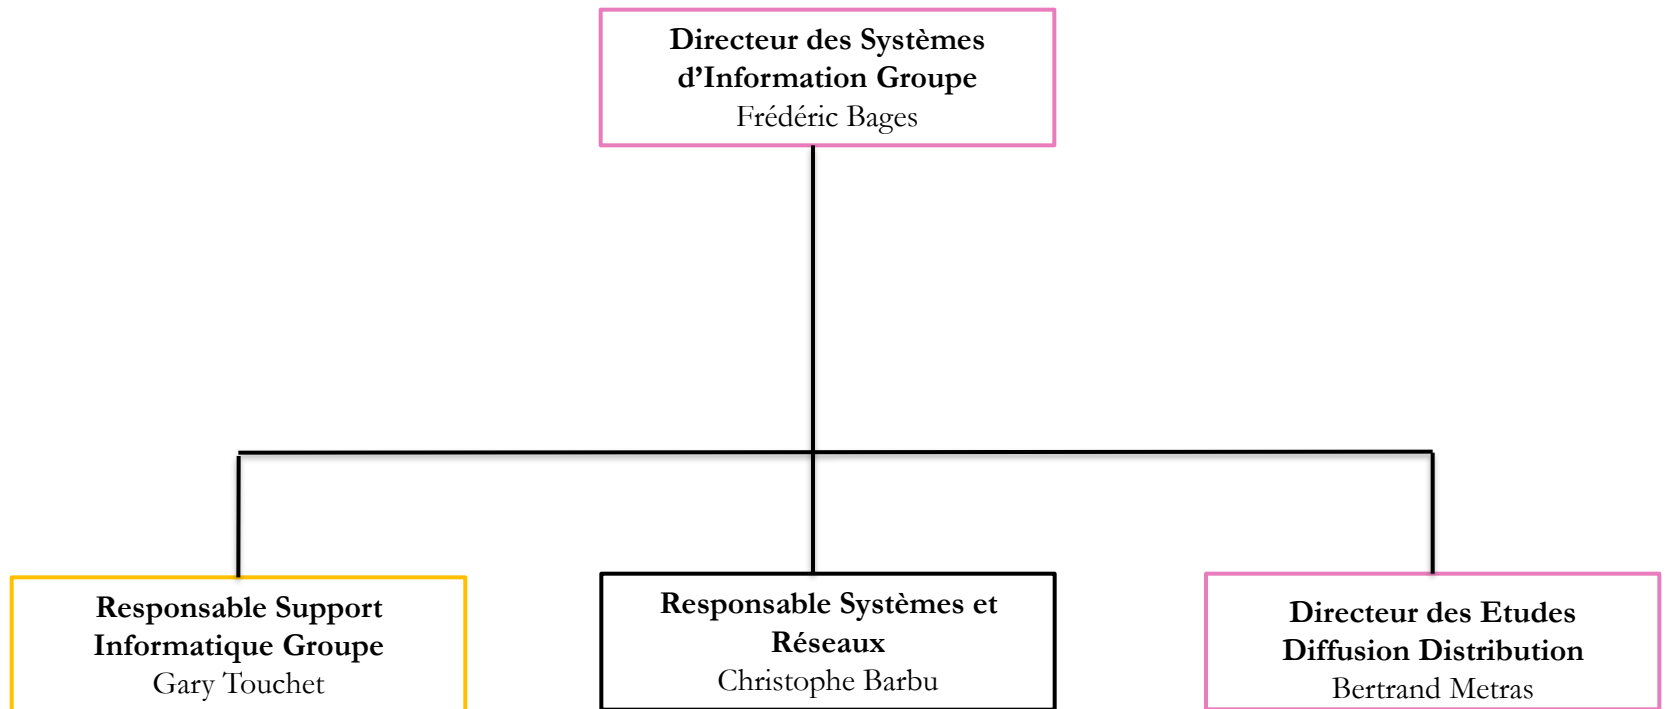 Directeur des Systèmes
d’Information Groupe
Frédéric Bages
Responsable Support
Informatique Groupe
Gary Touchet
Responsable Systèmes et
Réseaux
Christophe Barbu
Directeur des Etudes
Diffusion Distribution
Bertrand Metras